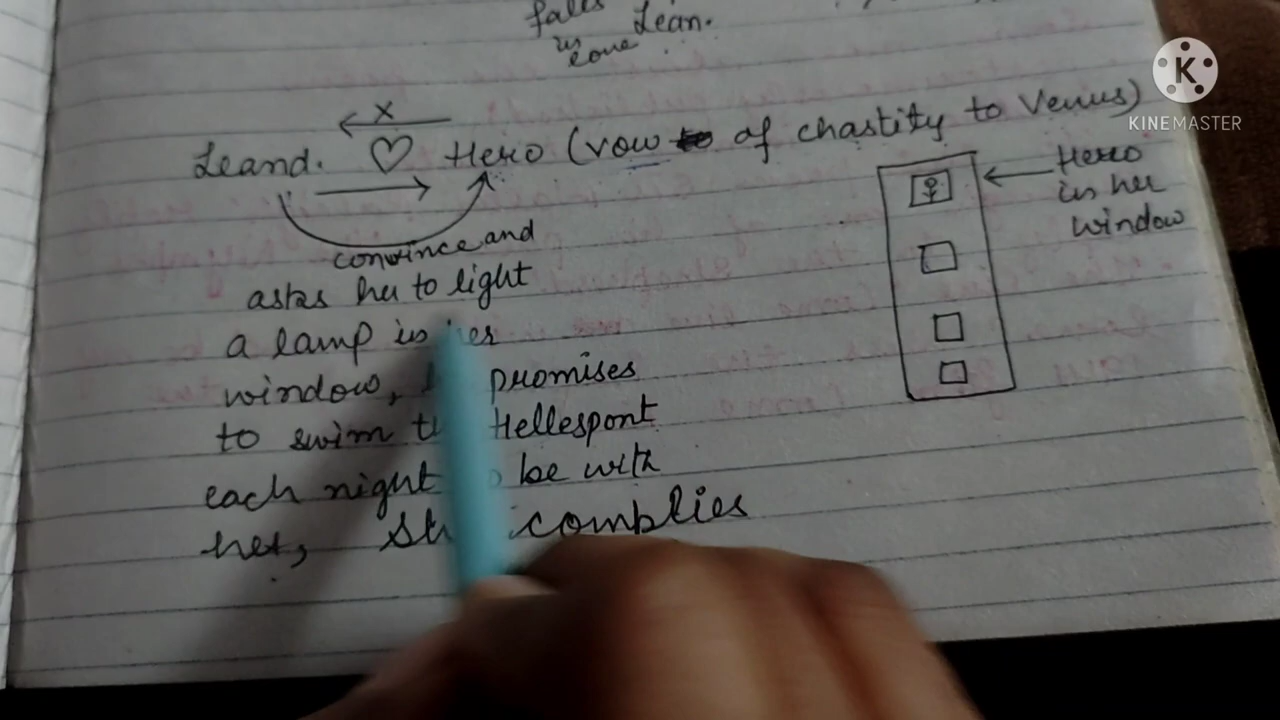 falls
in Lean.
love
x
Leand. ♡ Hero (vow of chastity to Venus)
Hero
in her
window
convince and
asks her to light
a lamp in her
window, promises
to swim Hellespont
each night be with
her, complies
K
KINEMASTER